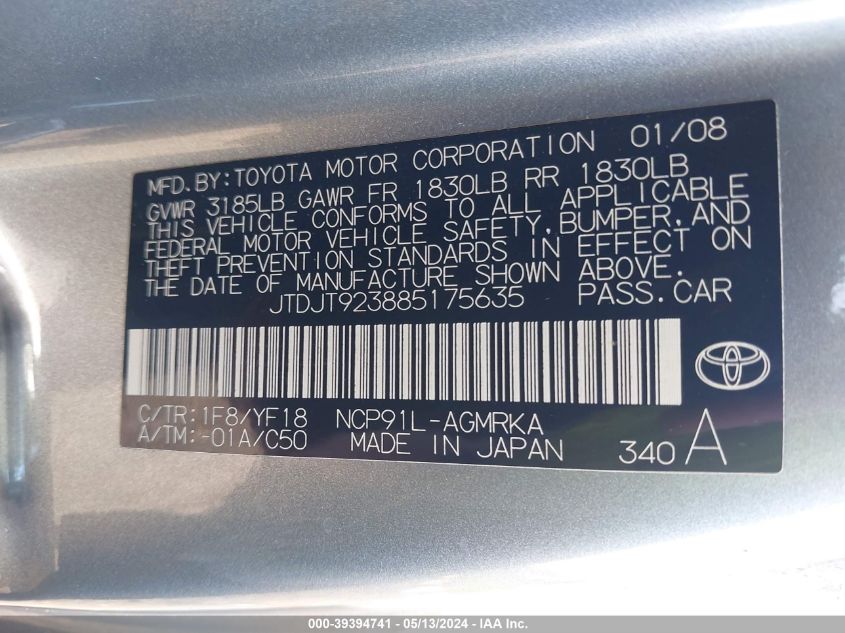 MFD. BY: TOYOTA MOTOR CORPORATION 01/08
GVWR 3185LB GAWR FR 1830LB RR 1830LB
THIS VEHICLE CONFORMS TO ALL APPLICABLE
FEDERAL MOTOR VEHICLE SAFETY, BUMPER, AND
THEFT PREVENTION STANDARDS IN EFFECT ON
THE DATE OF MANUFACTURE SHOWN ABOVE.
JTDJT923885175635 PASS. CAR
C/TR: 1F8/YF18 NCP91L-AGMRKA
A/TM: -01A/C50 MADE IN JAPAN 340 A
000-39394741 - 05/13/2024 - IAA Inc.